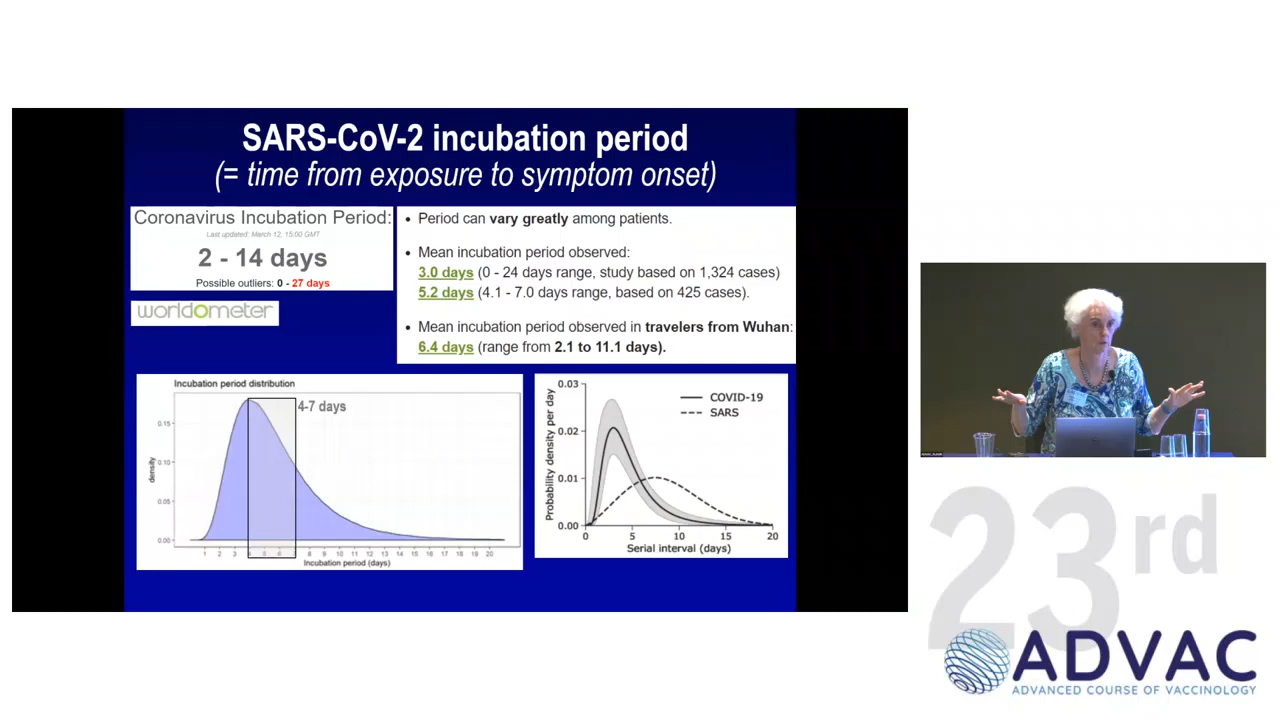 SARS-CoV-2 incubation period
(= time from exposure to symptom onset)
Coronavirus Incubation Period:
Last updated: March 12, 15:00 GMT
2 - 14 days
Possible outliers: 0 - 27 days
worldometer
• Period can vary greatly among patients.
• Mean incubation period observed:
3.0 days (0 - 24 days range, study based on 1,324 cases)
5.2 days (4.1 - 7.0 days range, based on 425 cases).
• Mean incubation period observed in travelers from Wuhan:
6.4 days (range from 2.1 to 11.1 days).
Incubation period distribution
4-7 days
density
0.15
0.10
0.05
0.00
1 2 3 4 5 6 7 8 9 10 11 12 13 14 15 16 17 18 19 20
Incubation period (days)
Probability density per day
0.03
0.02
0.01
0.00
COVID-19
SARS
0 5 10 15 20
Serial interval (days)
23rd
ADVAC
ADVANCED COURSE OF VACCINOLOGY